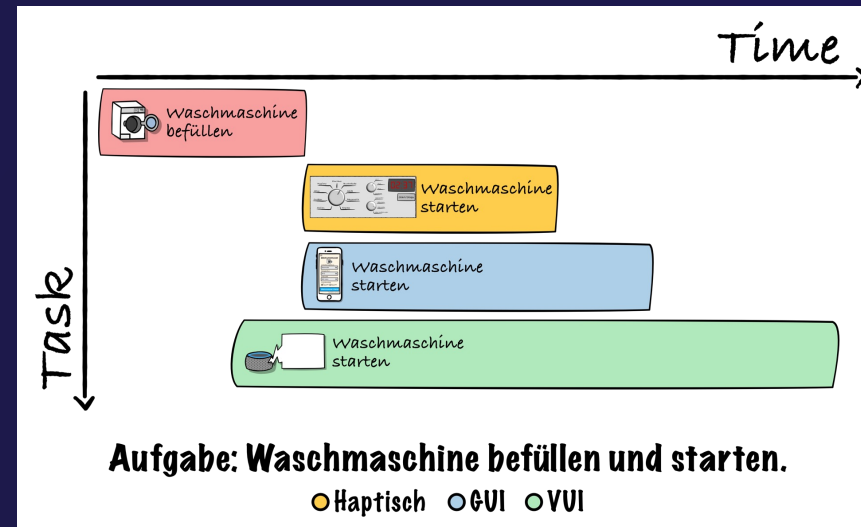 Time
Task
Waschmaschine
befüllen
Waschmaschine
starten
Waschmaschine
starten
Waschmaschine
starten
Aufgabe: Waschmaschine befüllen und starten.
Haptisch GUI VUI